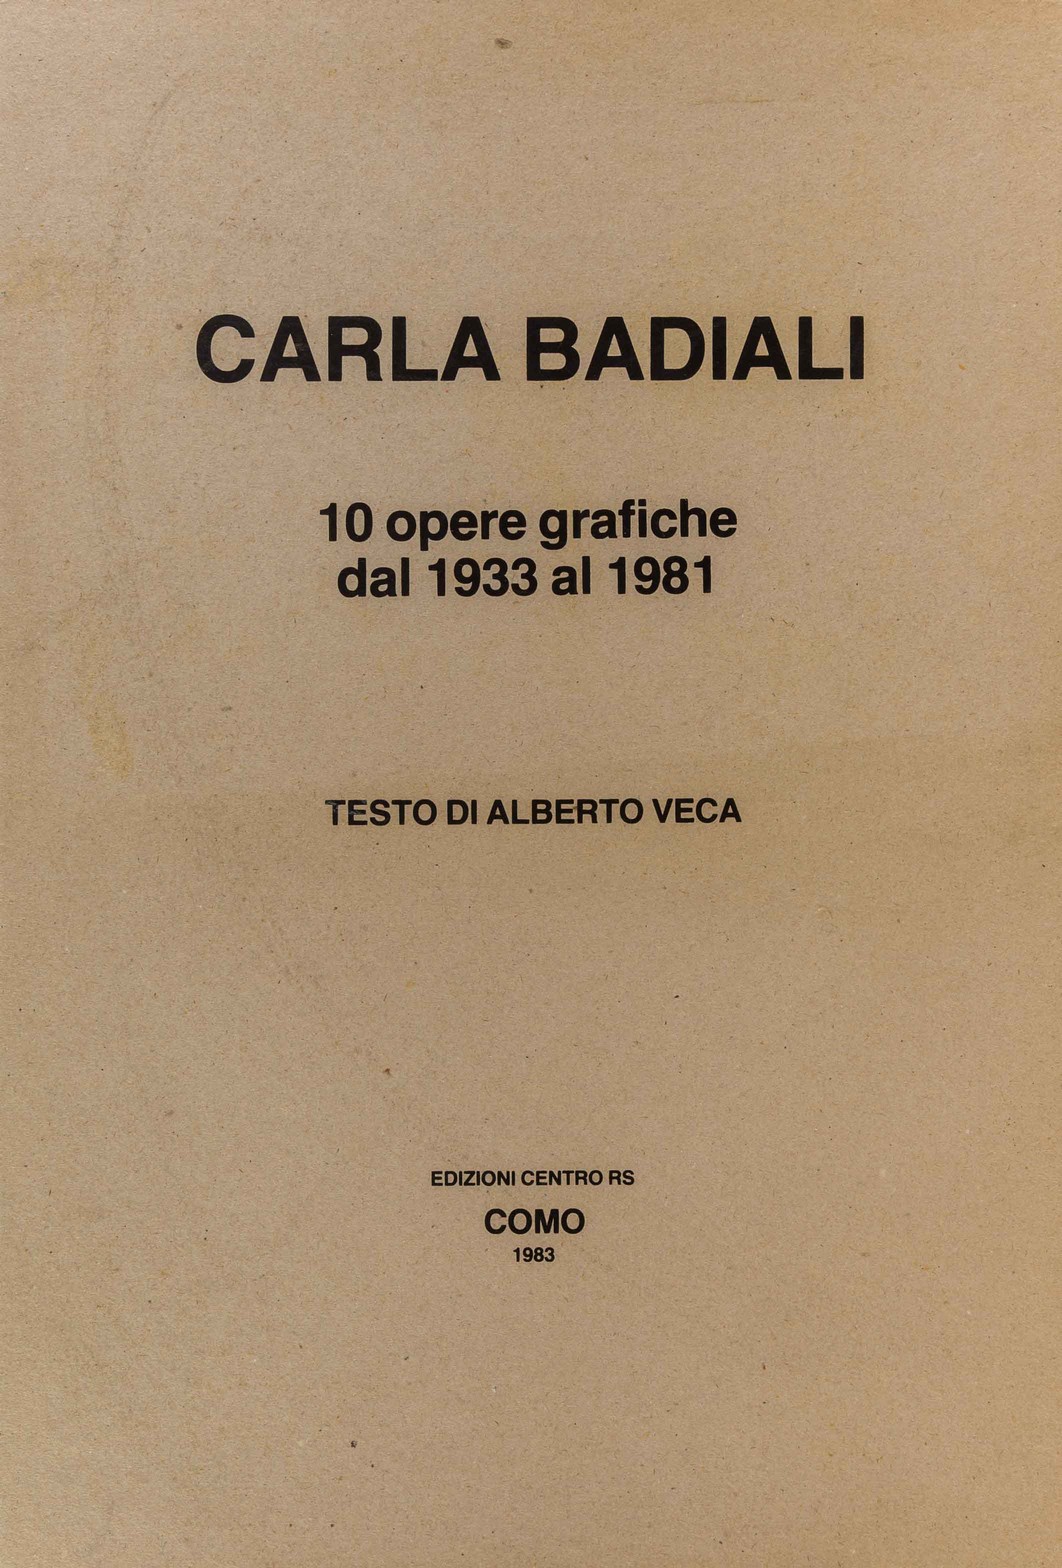 CARLA BADIALI
10 opere grafiche
dal 1933 al 1981
TESTO DI ALBERTO VECA
EDIZIONI CENTRO RS
COMO
1983